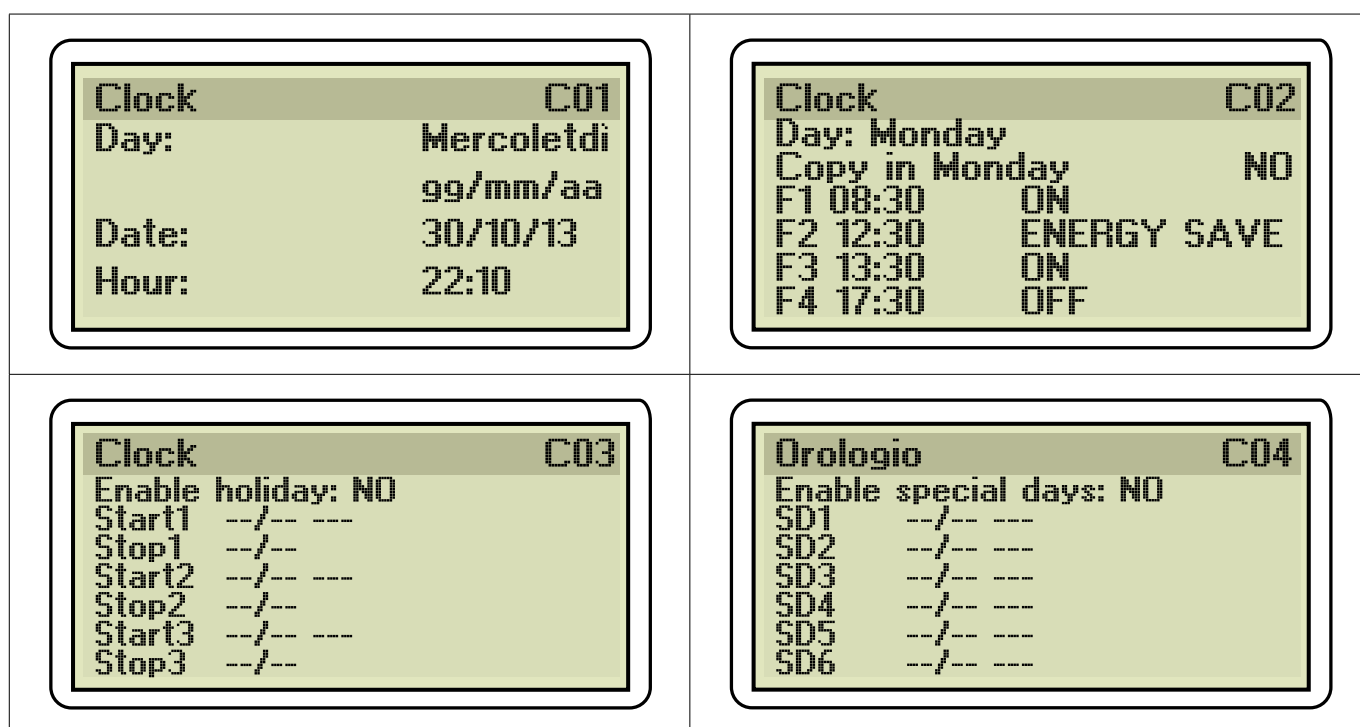 Clock C01
Day: Mercoletdi
gg/mm/aa
Date: 30/10/13
Hour: 22:10
Clock C02
Day: Monday
Copy in Monday NO
F1 08:30 ON
F2 12:30 ENERGY SAVE
F3 13:30 ON
F4 17:30 OFF
Clock C03
Enable holiday: NO
Start1 --/-- ---
Stop1 --/--
Start2 --/-- ---
Stop2 --/--
Start3 --/-- ---
Stop3 --/--
Orologio C04
Enable special days: NO
SD1 --/-- ---
SD2 --/-- ---
SD3 --/-- ---
SD4 --/-- ---
SD5 --/-- ---
SD6 --/-- ---